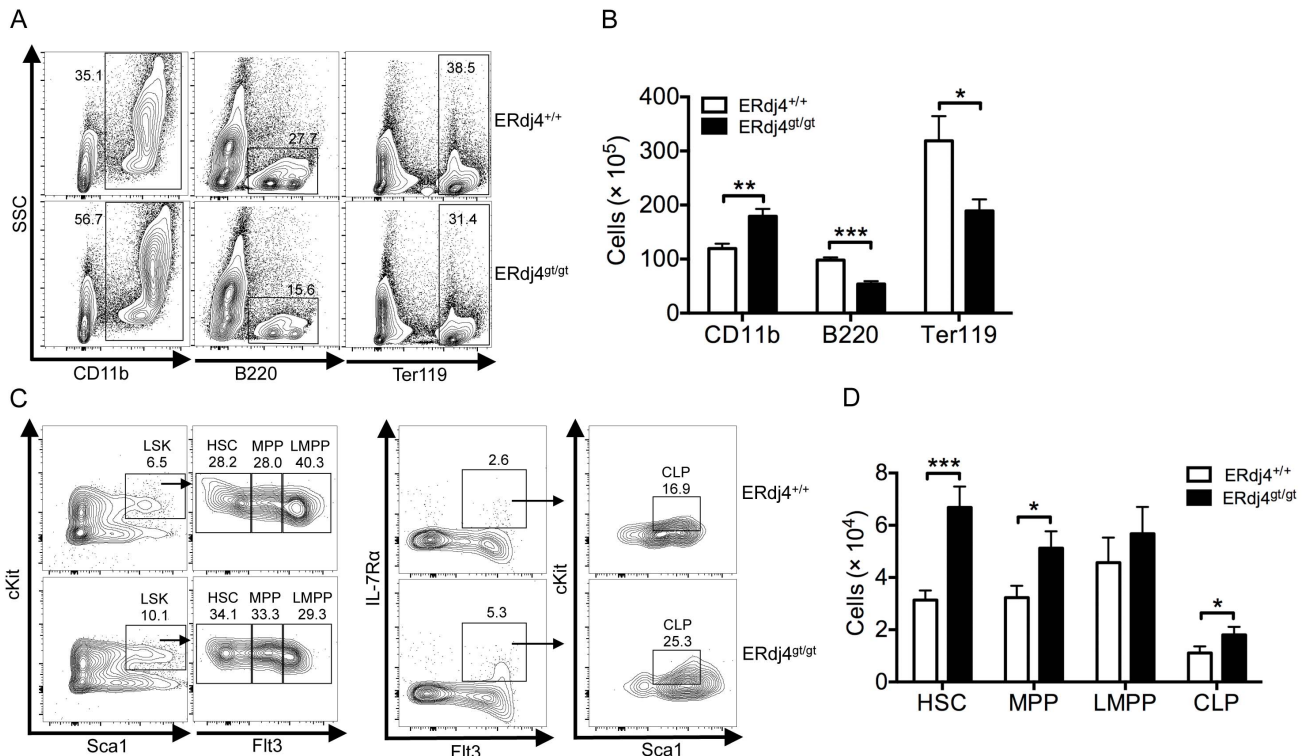 A
35.1
27.7
38.5
ERdj4+/+
56.7
15.6
31.4
ERdj4gt/gt
SSC
CD11b
B220
Ter119
B
400
300
200
100
0
Cells (× 10⁵)
ERdj4+/+
ERdj4gt/gt
**
***
*
CD11b
B220
Ter119
C
LSK
6.5
HSC MPP LMPP
28.2 28.0 40.3
LSK
10.1
HSC MPP LMPP
34.1 33.3 29.3
cKit
Sca1
Flt3
2.6
CLP
16.9
ERdj4+/+
5.3
CLP
25.3
ERdj4gt/gt
IL-7Rα
cKit
Flt3
Sca1
D
8
6
4
2
0
Cells (× 10⁴)
***
*
*
ERdj4+/+
ERdj4gt/gt
HSC
MPP
LMPP
CLP